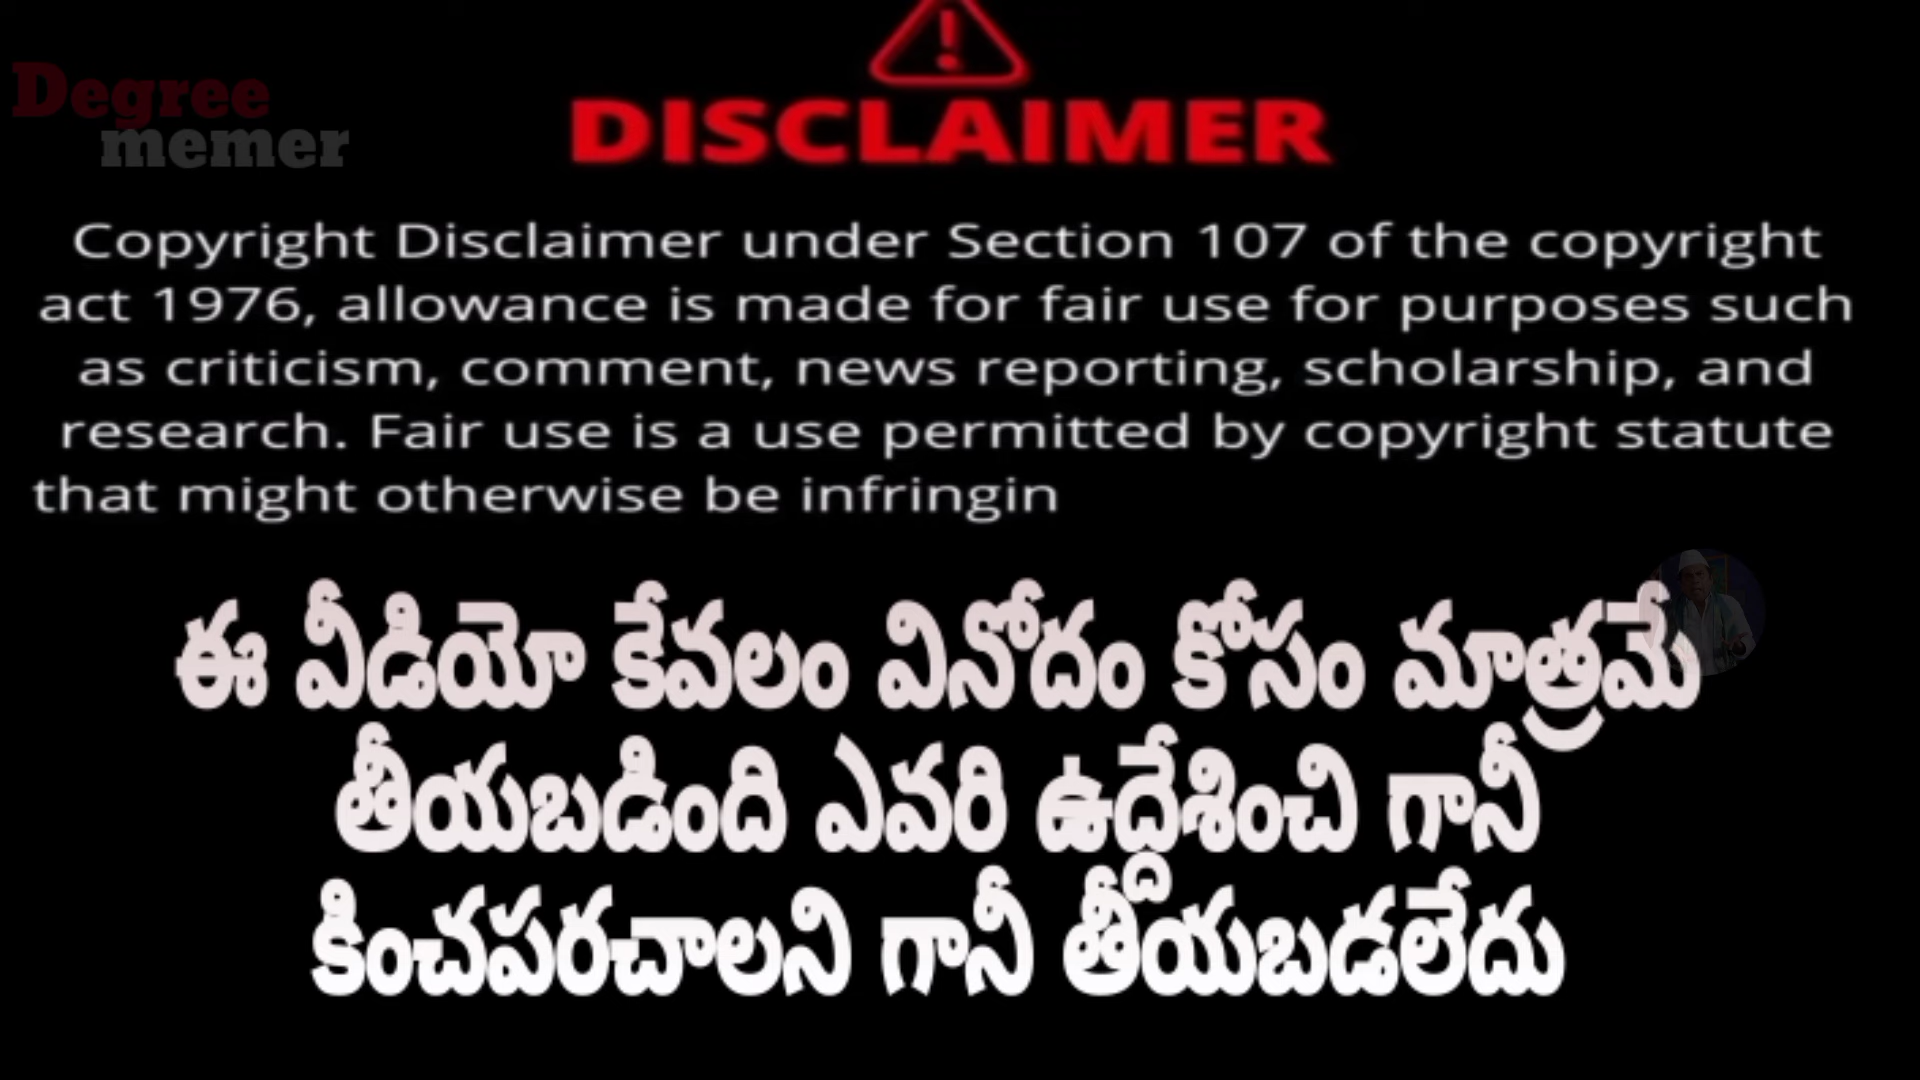 Degree
memer
DISCLAIMER
Copyright Disclaimer under Section 107 of the copyright
act 1976, allowance is made for fair use for purposes such
as criticism, comment, news reporting, scholarship, and
research. Fair use is a use permitted by copyright statute
that might otherwise be infringin
ఈ వీడియో కేవలం వినోదం కోసం మాత్రమే
తీయబడింది ఎవరి ఉద్దేశించి గానీ
కించపరచాలని గానీ తీయబడలేదు